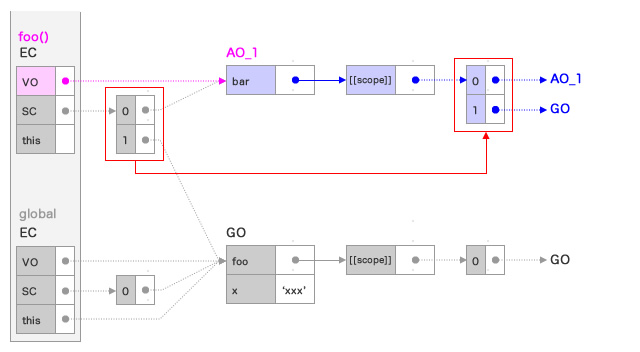 foo()
EC
AO_1
VO
bar
[[scope]]
0
AO_1
SC
0
1
GO
this
1
global
EC
GO
VO
foo
[[scope]]
0
GO
SC
0
x
‘xxx’
this